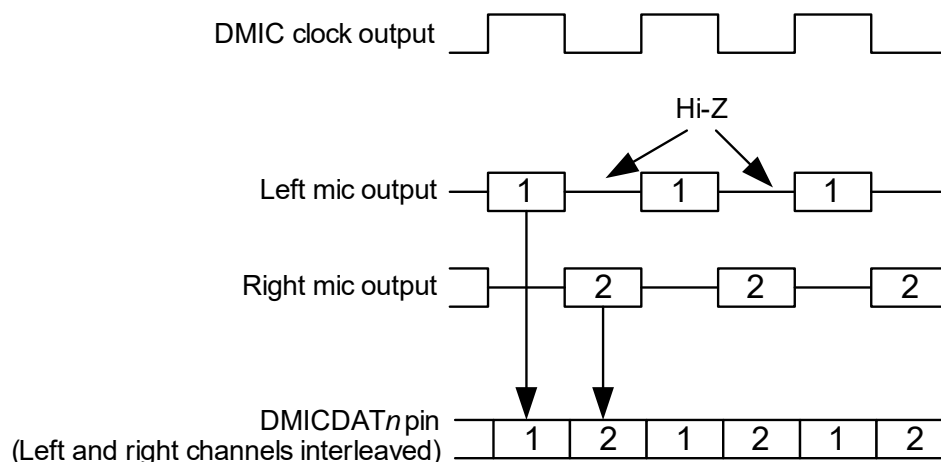 DMIC clock output
Hi-Z
Left mic output
1 1 1
Right mic output
2 2 2
DMICDATn pin
(Left and right channels interleaved)
1 2 1 2 1 2